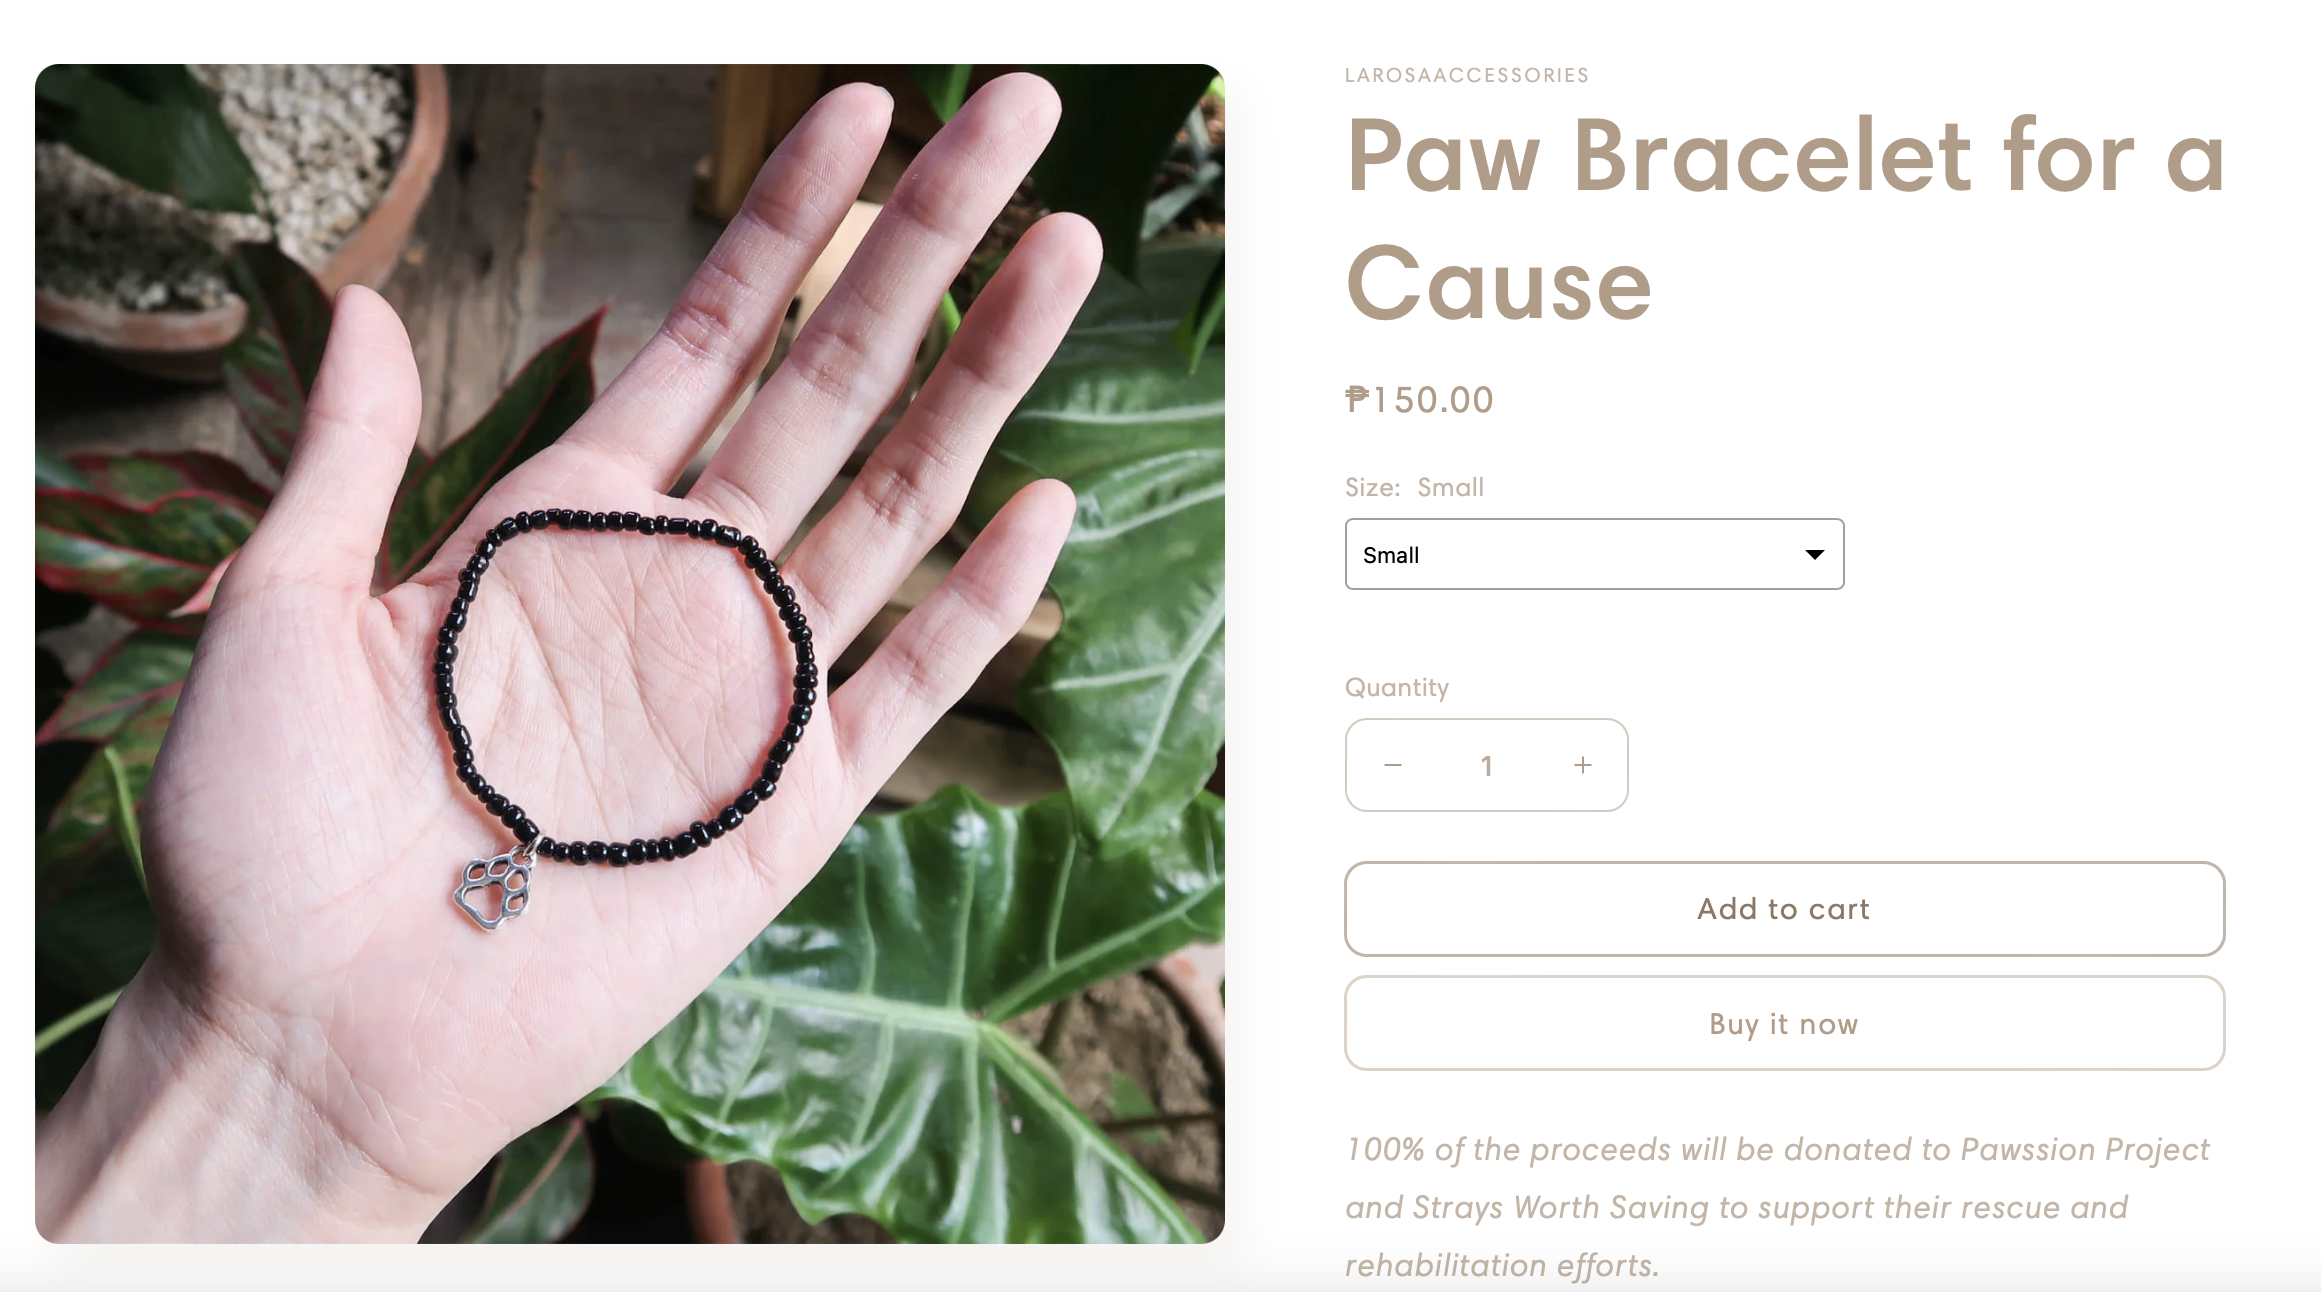 LAROSAACCESSORIES
Paw Bracelet for a
Cause
₱150.00
Size: Small
Small
Quantity
− 1 +
Add to cart
Buy it now
100% of the proceeds will be donated to Pawssion Project
and Strays Worth Saving to support their rescue and
rehabilitation efforts.